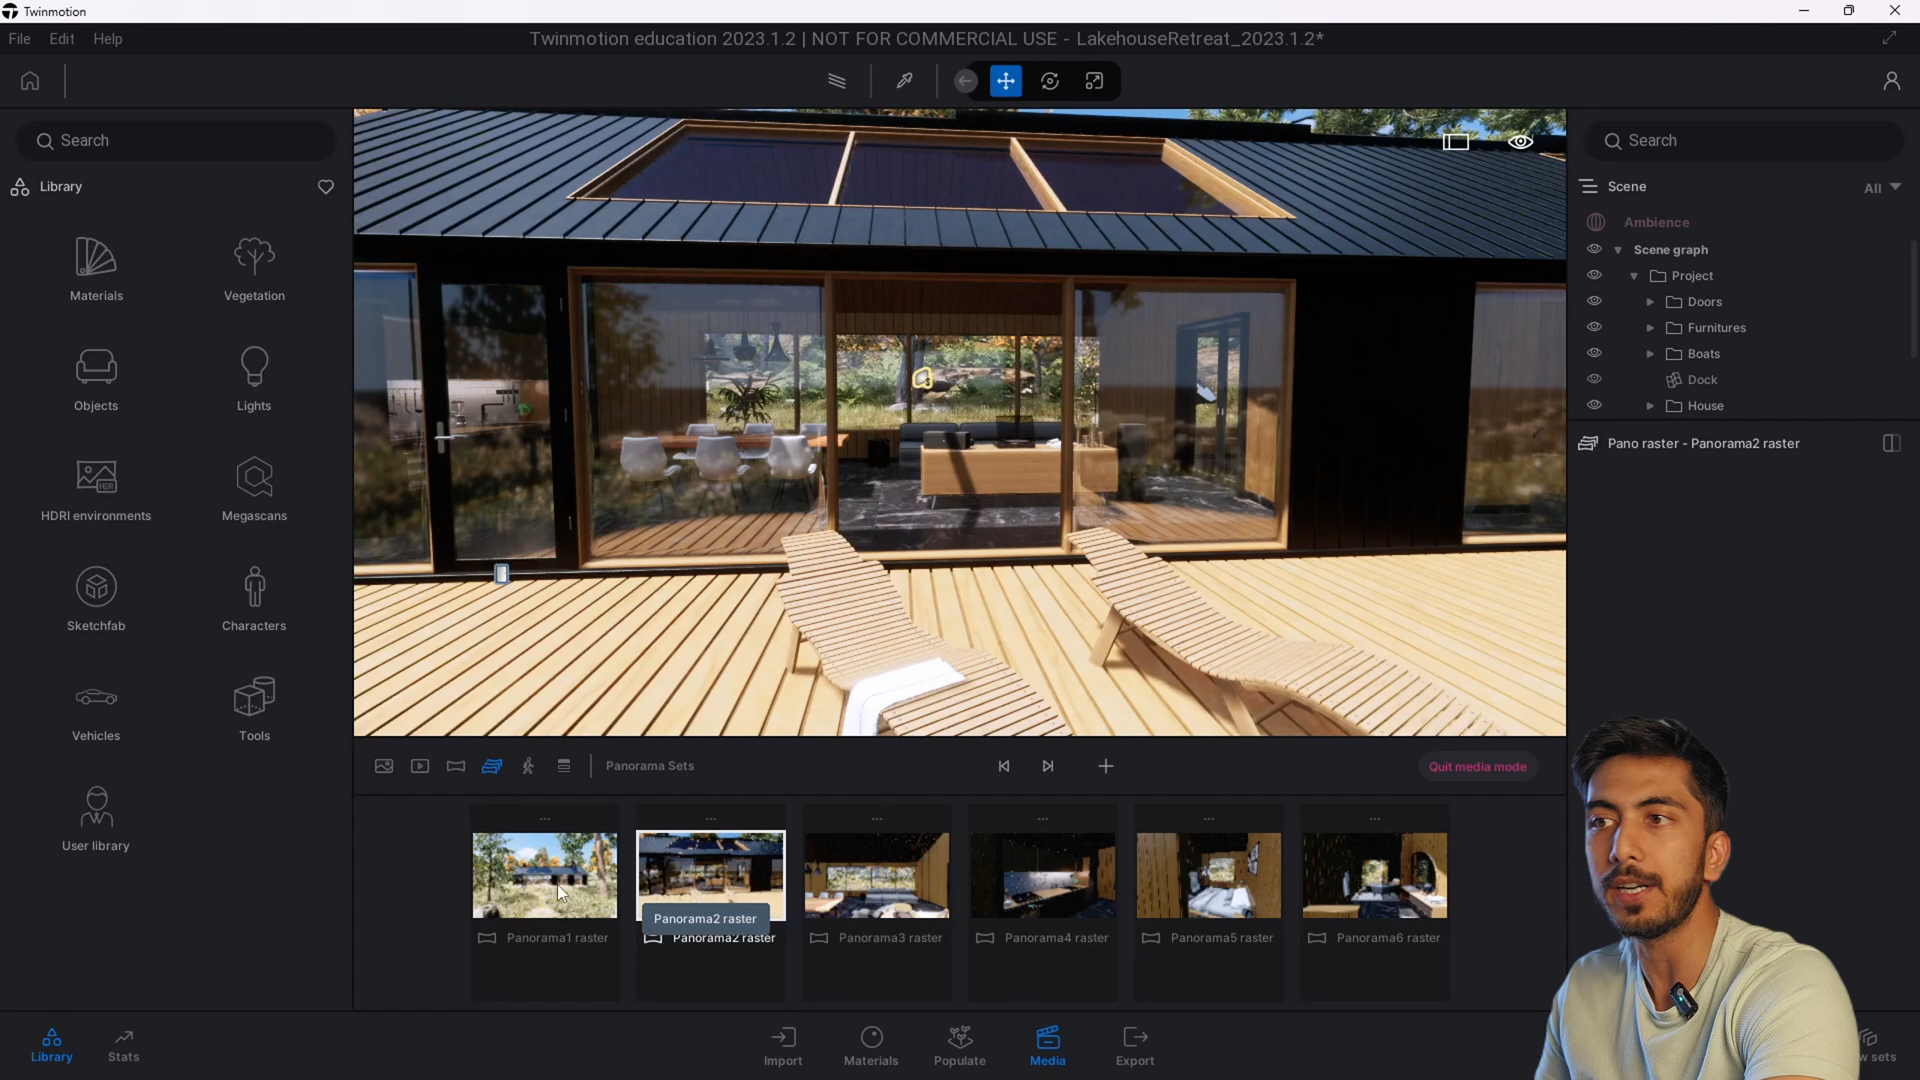 Twinmotion
File Edit Help
Twinmotion education 2023.1.2 | NOT FOR COMMERCIAL USE - LakehouseRetreat_2023.1.2*
Search
Library
Materials
Vegetation
Objects
Lights
HDR
HDRI environments
Megascans
Sketchfab
Characters
Vehicles
Tools
User library
Search
Scene
All
Ambience
Scene graph
Project
Doors
Furnitures
Boats
Dock
House
Pano raster - Panorama2 raster
Panorama Sets
Quit media mode
Panorama2 raster
Panorama1 raster
Panorama2 raster
Panorama3 raster
Panorama4 raster
Panorama5 raster
Panorama6 raster
Library
Stats
Import
Materials
Populate
Media
Export
w sets